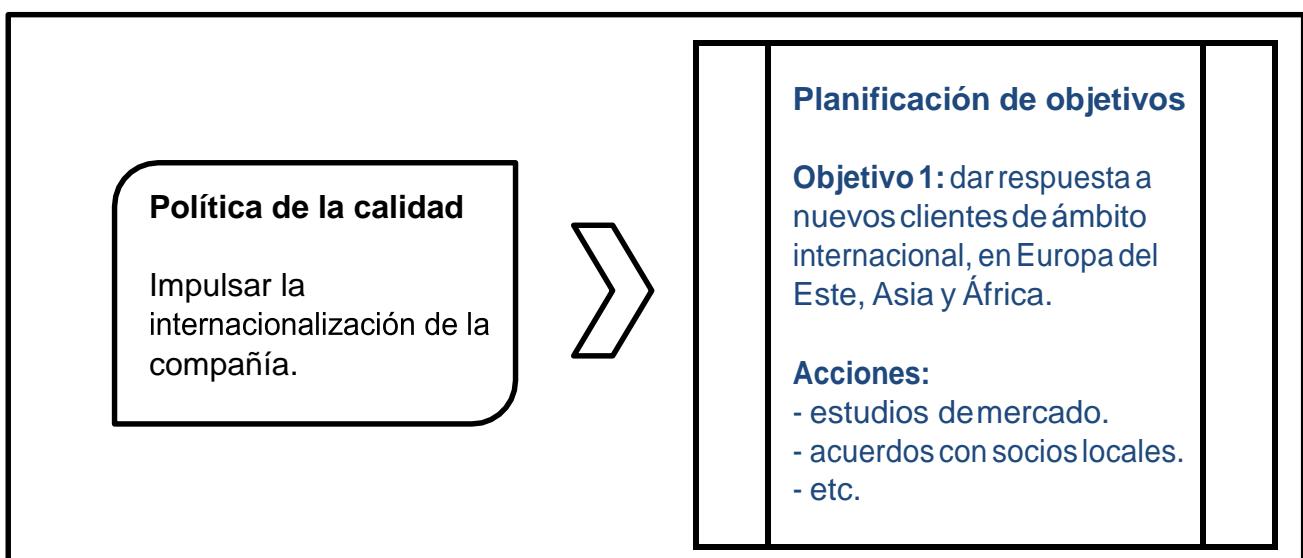 Política de la calidad
Impulsar la
internacionalización de la
compañía.
Planificación de objetivos
Objetivo 1: dar respuesta a
nuevos clientes de ámbito
internacional, en Europa del
Este, Asia y África.
Acciones:
- estudios de mercado.
- acuerdos con socios locales.
- etc.